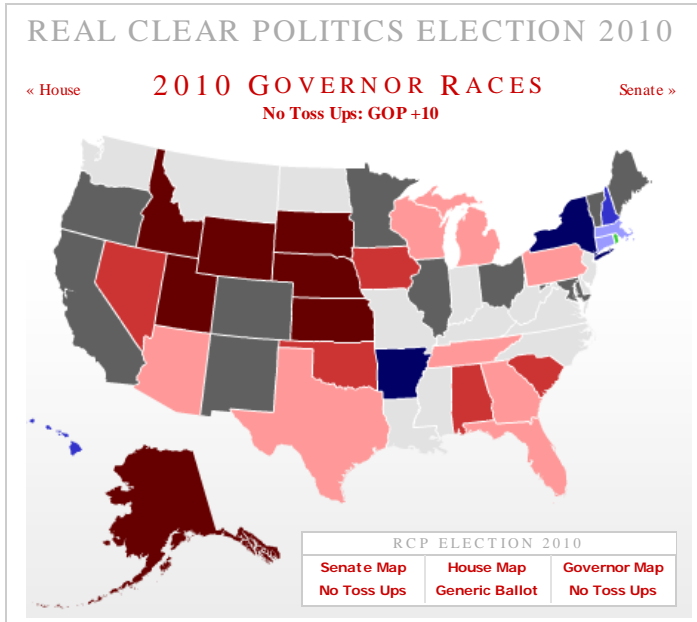 REAL CLEAR POLITICS ELECTION 2010
« House 2010 GOVERNOR RACES Senate »
No Toss Ups: GOP +10
RCP ELECTION 2010
Senate Map House Map Governor Map
No Toss Ups Generic Ballot No Toss Ups